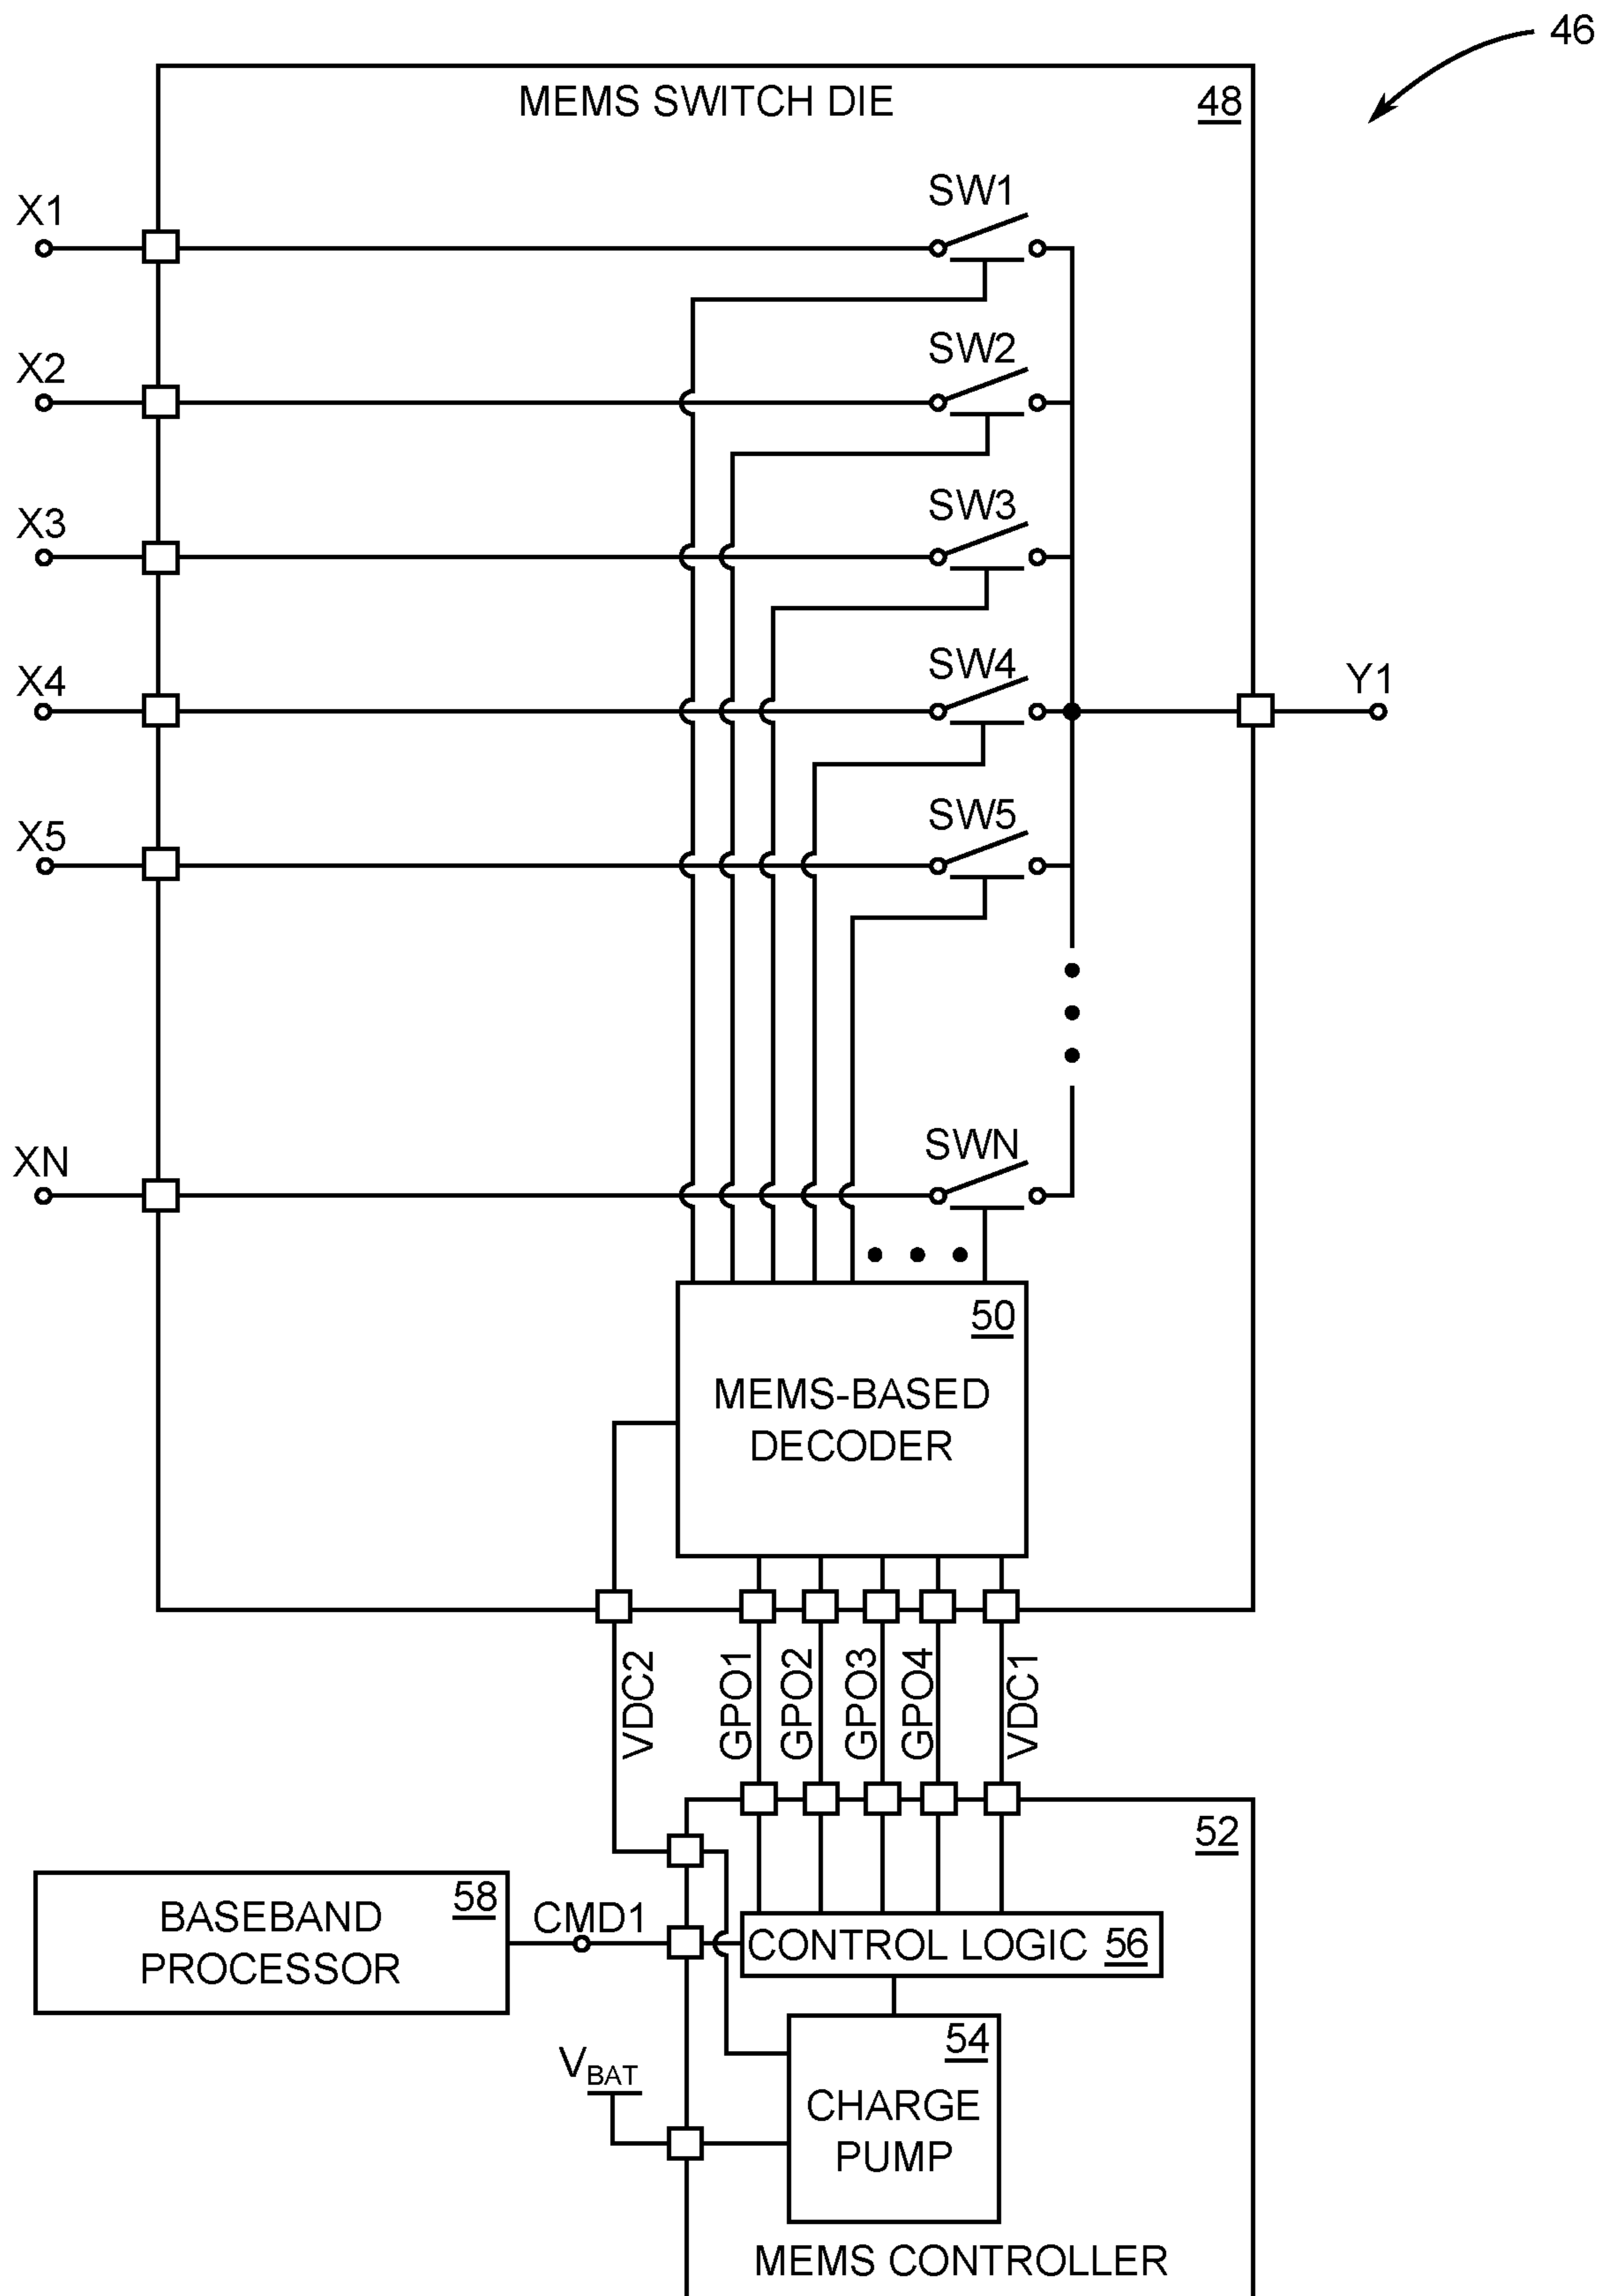 46
MEMS SWITCH DIE
48
X1
SW1
X2
SW2
X3
SW3
X4
SW4
Y1
X5
SW5
XN
SWN
50
MEMS-BASED
DECODER
VDC2
GPO1
GPO2
GPO3
GPO4
VDC1
52
58
BASEBAND
PROCESSOR
CMD1
CONTROL LOGIC 56
54
VBAT
CHARGE
PUMP
MEMS CONTROLLER